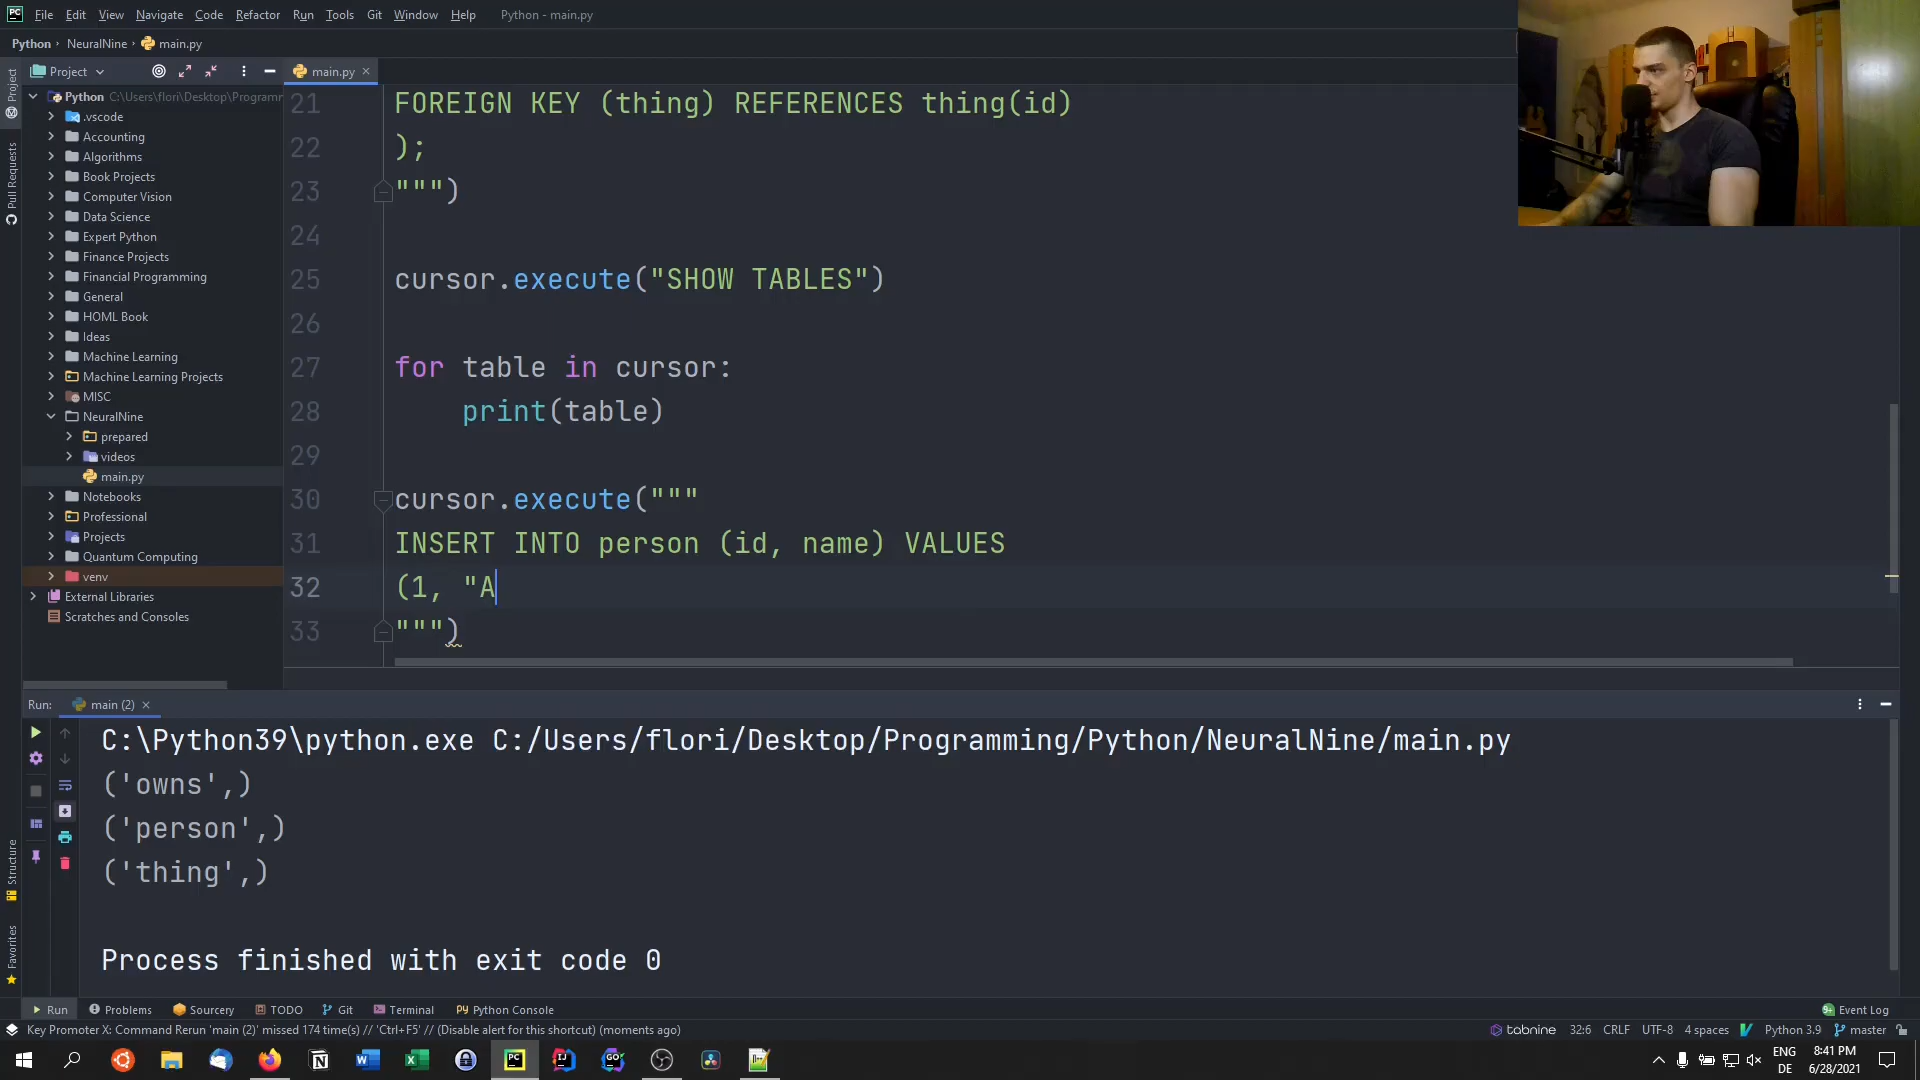 File Edit View Navigate Code Refactor Run Tools Git Window Help Python - main.py
Python › NeuralNine › main.py
Project
main.py
Python C:\Users\flori\Desktop\Programm
.vscode
Accounting
Algorithms
Book Projects
Computer Vision
Data Science
Expert Python
Finance Projects
Financial Programming
General
HOML Book
Ideas
Machine Learning
Machine Learning Projects
MISC
NeuralNine
prepared
videos
main.py
Notebooks
Professional
Projects
Quantum Computing
venv
External Libraries
Scratches and Consoles
Project
Pull Requests
Structure
Favorites
21 FOREIGN KEY (thing) REFERENCES thing(id)
22 );
23 """)
24
25 cursor.execute("SHOW TABLES")
26
27 for table in cursor:
28 print(table)
29
30 cursor.execute("""
31 INSERT INTO person (id, name) VALUES
32 (1, "A
33 """)
Run: main (2)
C:\Python39\python.exe C:/Users/flori/Desktop/Programming/Python/NeuralNine/main.py
('owns',)
('person',)
('thing',)
Process finished with exit code 0
Run Problems Sourcery TODO Git Terminal Python Console Event Log
Key Promoter X: Command Rerun 'main (2)' missed 174 time(s) // 'Ctrl+F5' // (Disable alert for this shortcut) (moments ago)
tabnine 32:6 CRLF UTF-8 4 spaces Python 3.9 master
ENG 8:41 PM
DE 6/28/2021